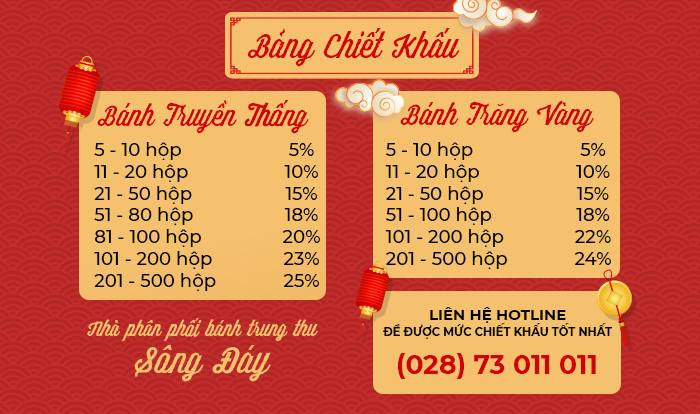 Bảng Chiết Khấu
Bánh Truyền Thống
5 - 10 hộp 5%
11 - 20 hộp 10%
21 - 50 hộp 15%
51 - 80 hộp 18%
81 - 100 hộp 20%
101 - 200 hộp 23%
201 - 500 hộp 25%
Bánh Trăng Vàng
5 - 10 hộp 5%
11 - 20 hộp 10%
21 - 50 hộp 15%
51 - 100 hộp 18%
101 - 200 hộp 22%
201 - 500 hộp 24%
Nhà phân phất bánh trung thu
Sông Đáy
LIÊN HỆ HOTLINE
ĐỂ ĐƯỢC MỨC CHIẾT KHẤU TỐT NHẤT
(028) 73 011 011